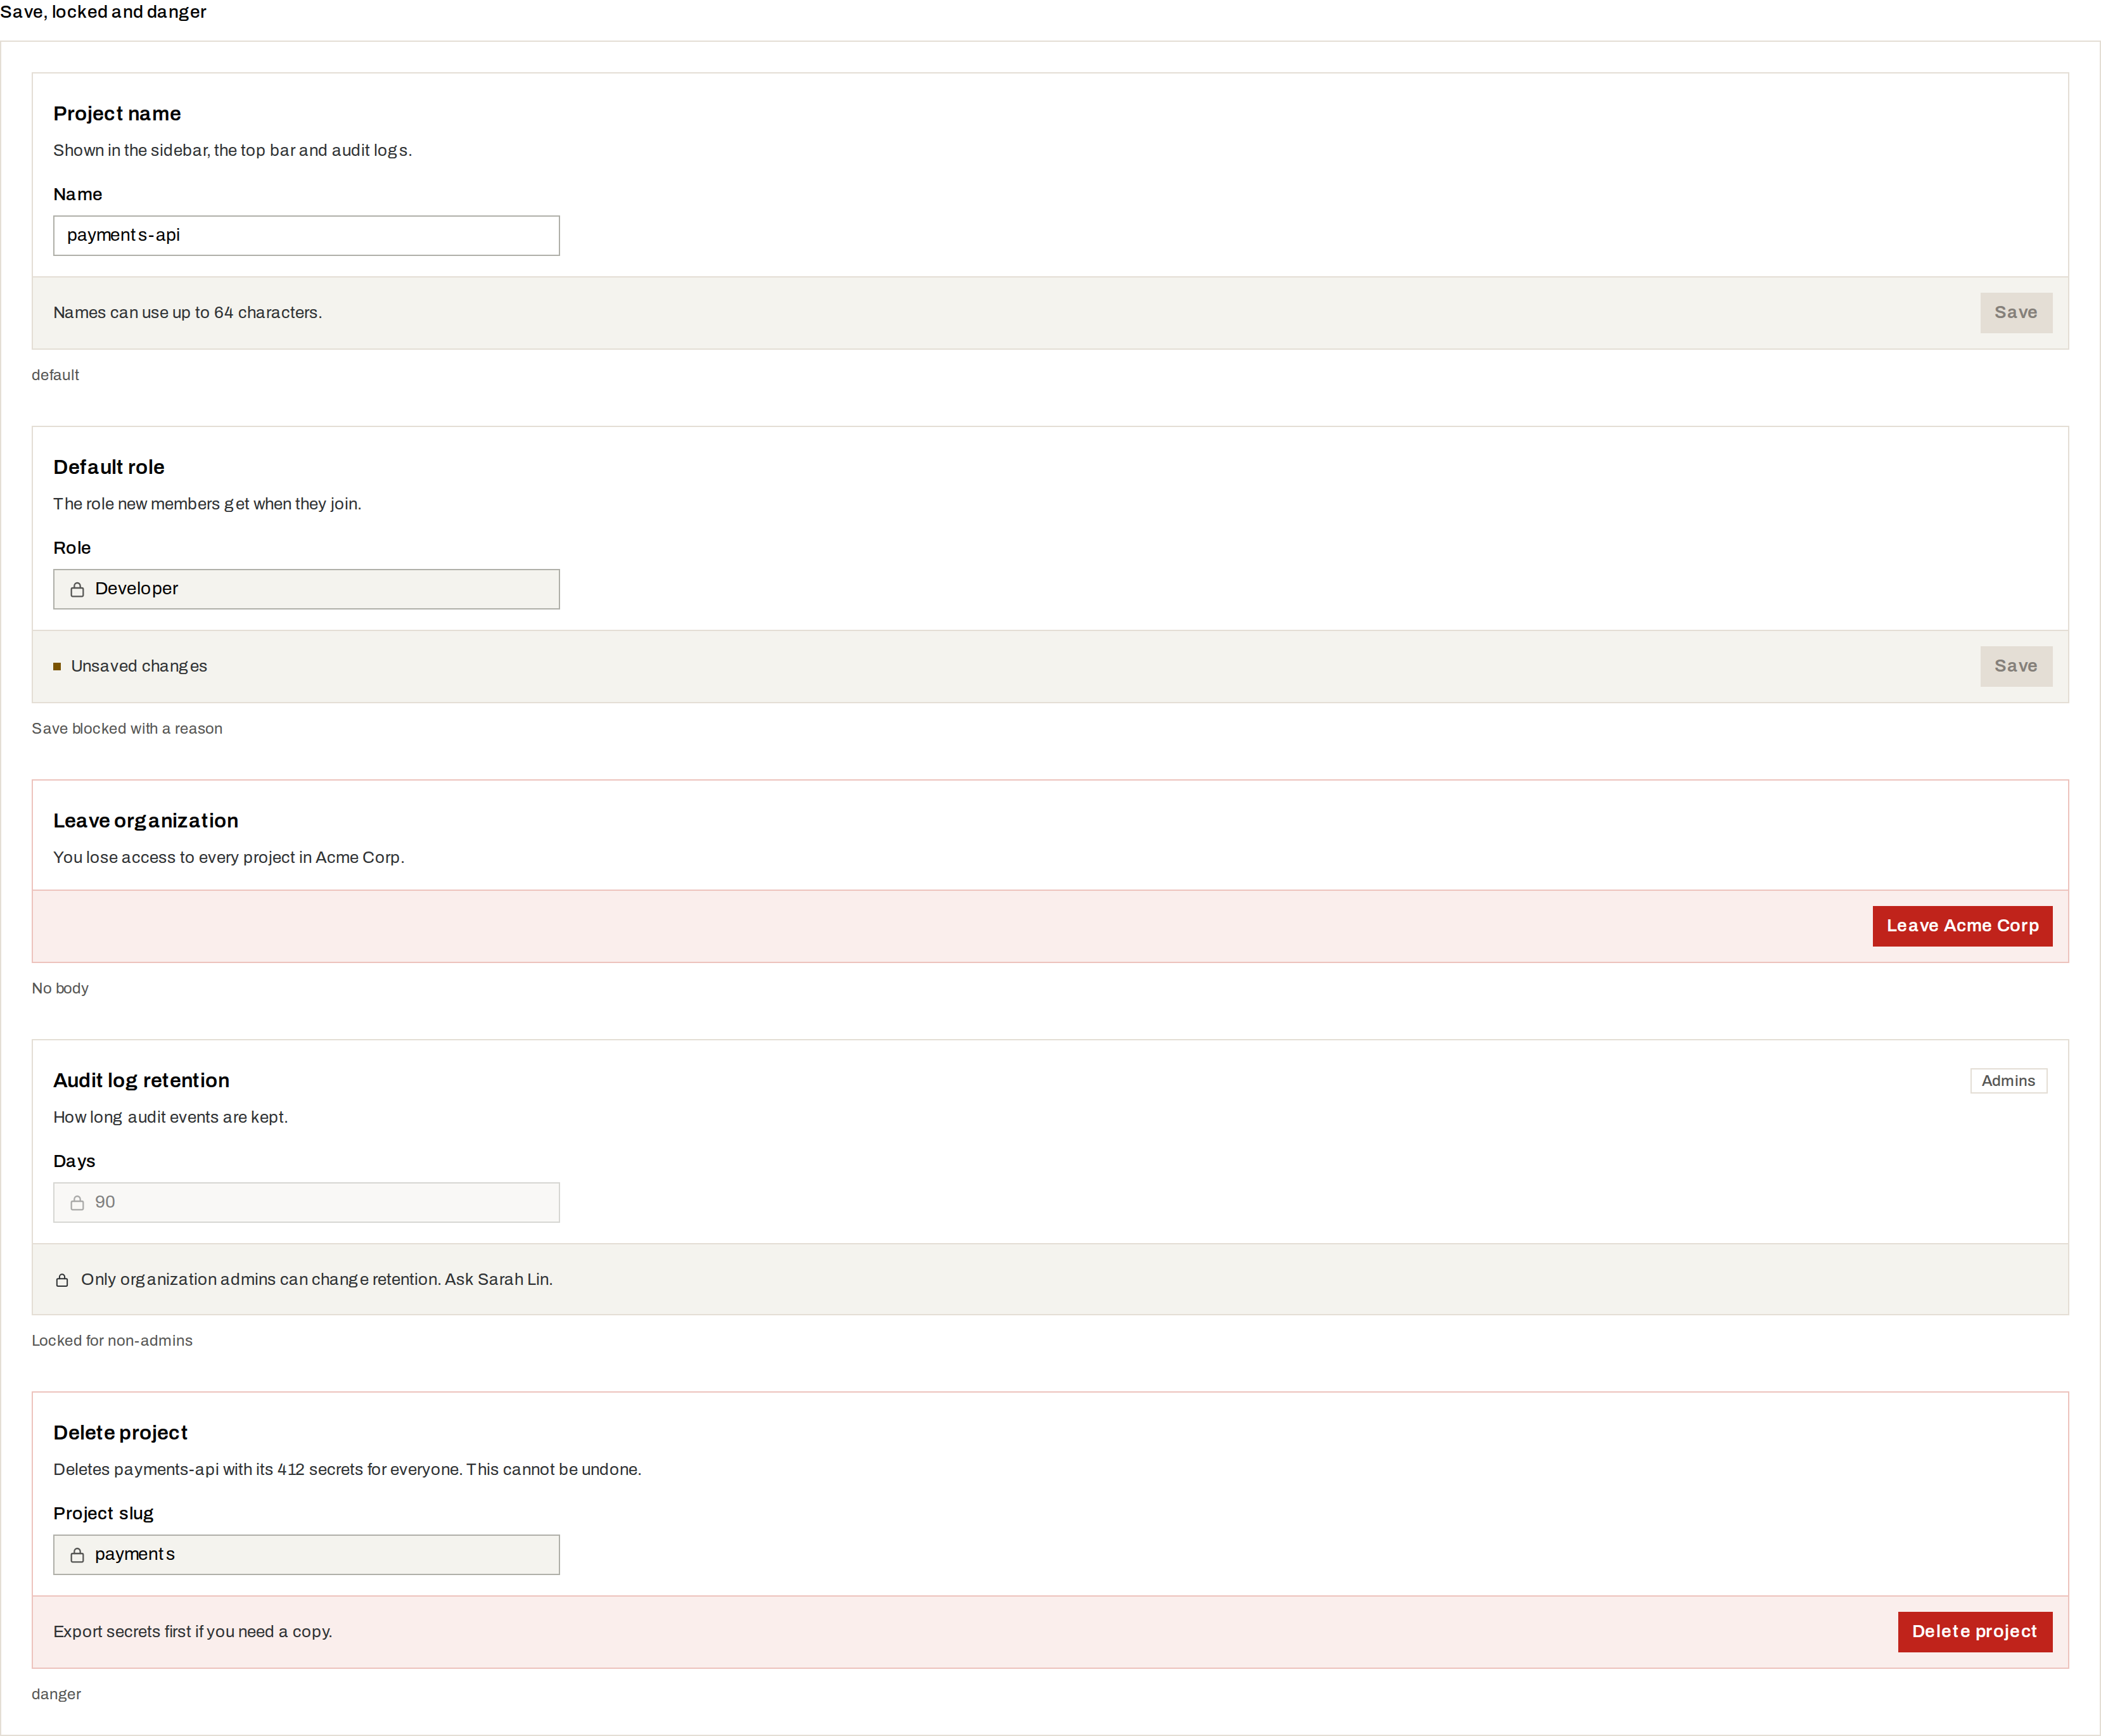 Save, locked and danger
Project name
Shown in the sidebar, the top bar and audit logs.
Name
payments-api
Names can use up to 64 characters.
Save
default
Default role
The role new members get when they join.
Role
Developer
Unsaved changes
Save
Save blocked with a reason
Leave organization
You lose access to every project in Acme Corp.
Leave Acme Corp
No body
Audit log retention
Admins
How long audit events are kept.
Days
90
Only organization admins can change retention. Ask Sarah Lin.
Locked for non-admins
Delete project
Deletes payments-api with its 412 secrets for everyone. This cannot be undone.
Project slug
payments
Export secrets first if you need a copy.
Delete project
danger